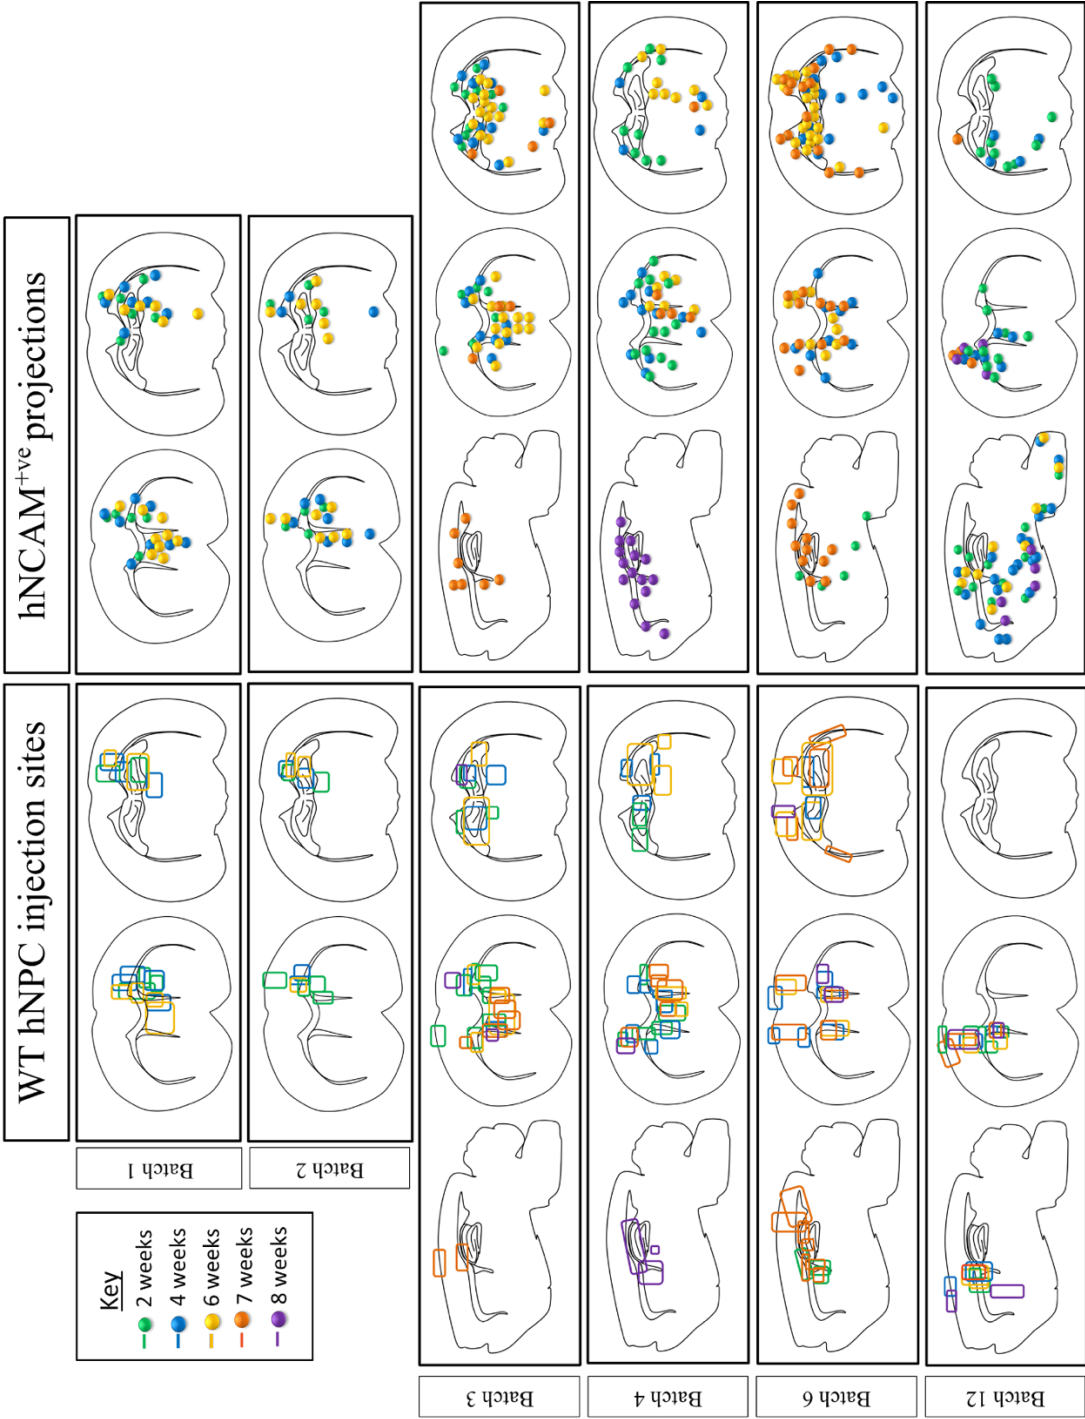 WT hNPC injection sites
hNCAM+ve projections
Key
2 weeks
4 weeks
6 weeks
7 weeks
8 weeks
Batch 1
Batch 2
Batch 3
Batch 4
Batch 6
Batch 12